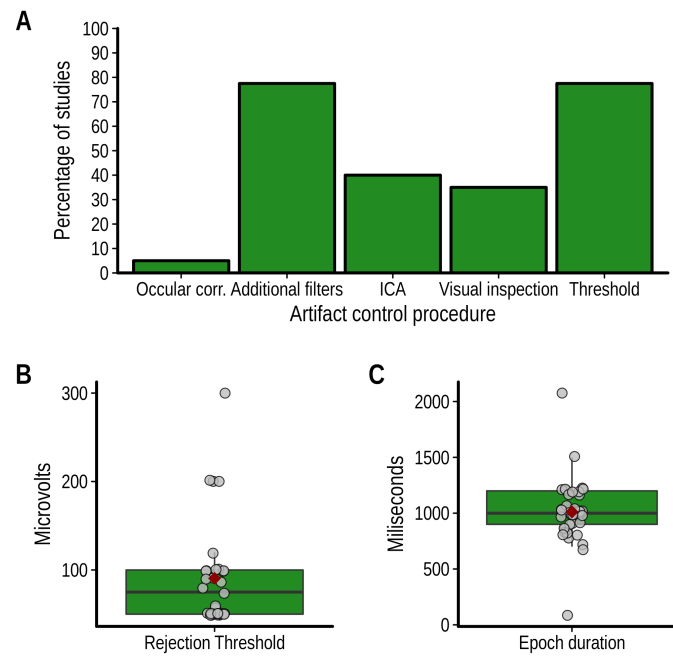 A
Percentage of studies
100
90
80
70
60
50
40
30
20
10
0
Occular corr. Additional filters ICA Visual inspection Threshold
Artifact control procedure
B
Microvolts
300
200
100
Rejection Threshold
C
Miliseconds
2000
1500
1000
500
0
Epoch duration